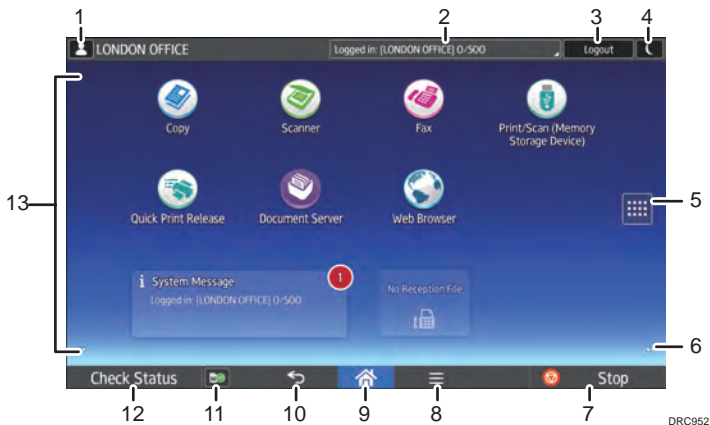 1 2 3 4
LONDON OFFICE Logged in: [LONDON OFFICE] 0/500 Logout
Copy Scanner Fax Print/Scan (Memory
Storage Device)
13 5
Quick Print Release Document Server Web Browser
i System Message 1
Logged in: [LONDON OFFICE] 0/500 No Reception File
6
Check Status Stop
12 11 10 9 8 7
DRC952